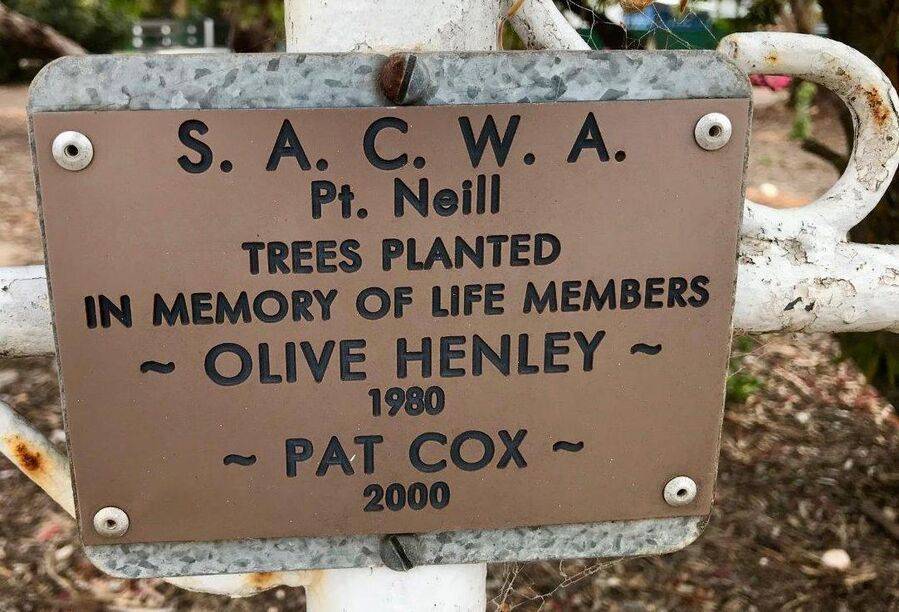 S. A. C. W. A.
Pt. Neill
TREES PLANTED
IN MEMORY OF LIFE MEMBERS
~ OLIVE HENLEY ~
1980
~ PAT COX ~
2000